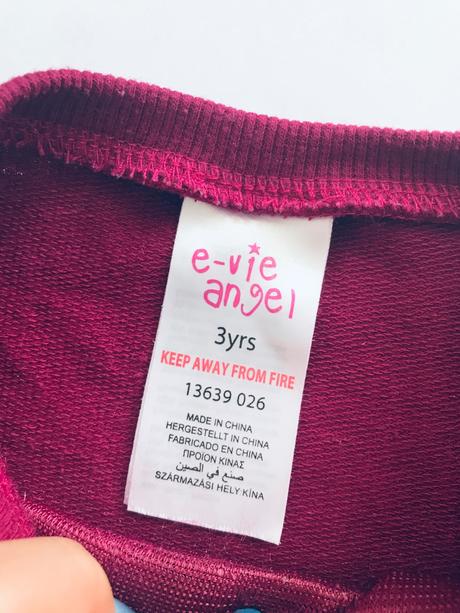 e-vie
angel
3yrs
KEEP AWAY FROM FIRE
13639 026
MADE IN CHINA
HERGESTELLT IN CHINA
FABRICADO EN CHINA
ΠΡΟΪΟΝ ΚΙΝΑΣ
صنع في الصين
SZÁRMAZÁSI HELY KÍNA